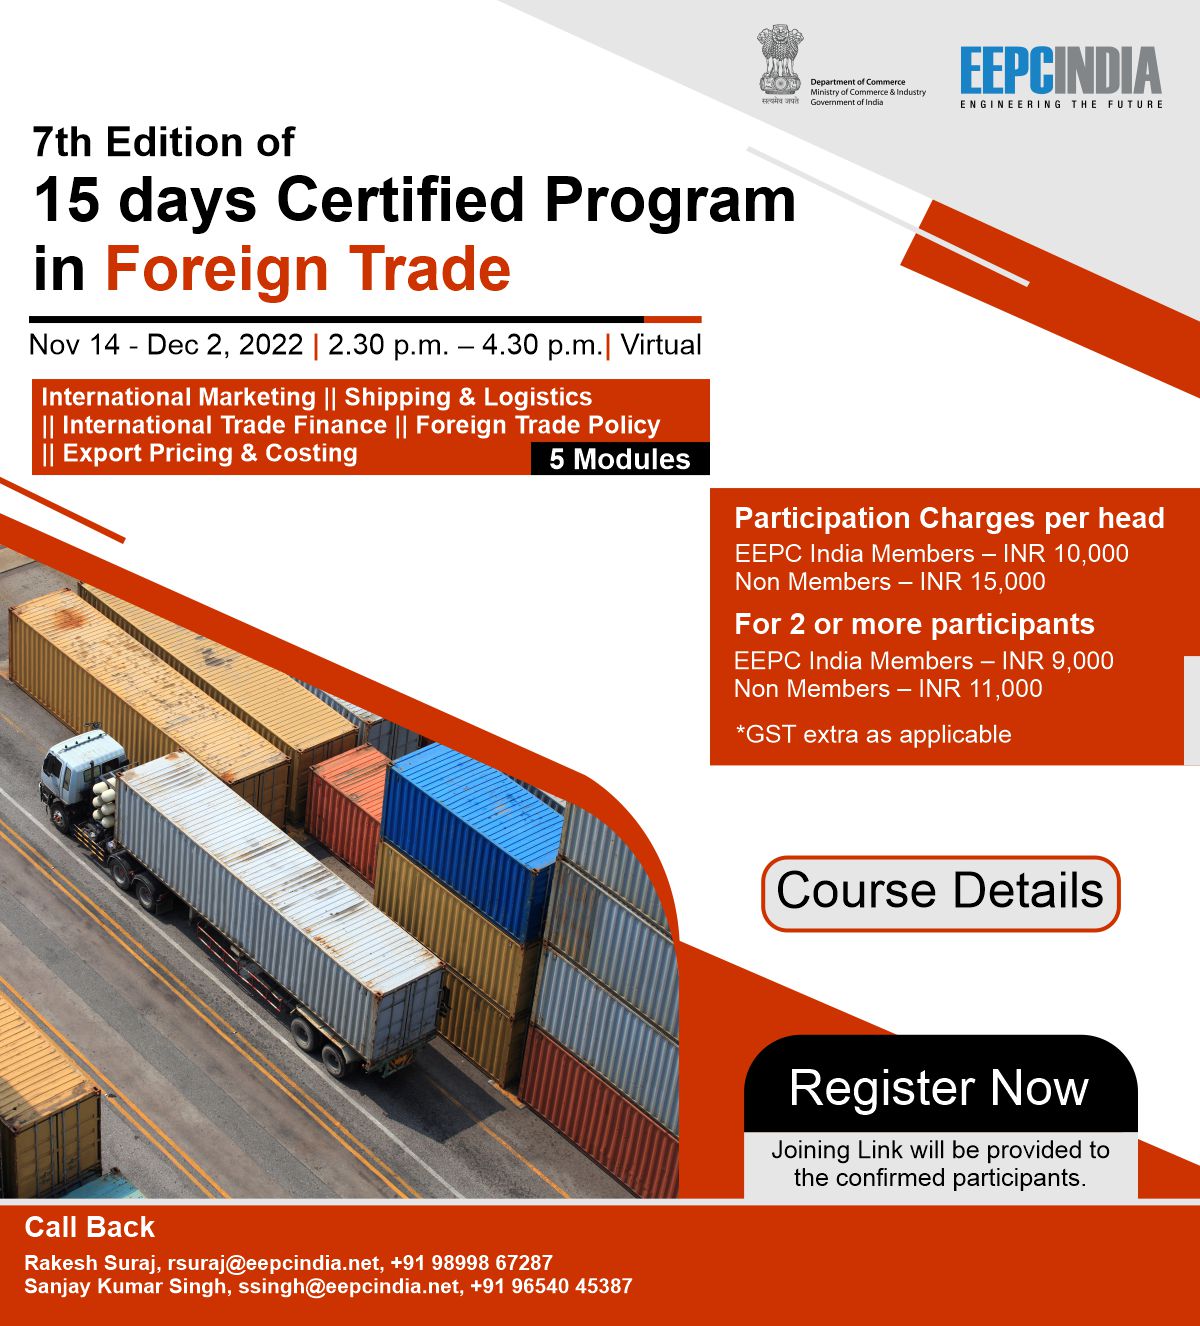 सत्यमेव जयते
Department of Commerce
Ministry of Commerce & Industry
Government of India
EEPCINDIA
ENGINEERING THE FUTURE
7th Edition of
15 days Certified Program
in Foreign Trade
Nov 14 - Dec 2, 2022 | 2.30 p.m. – 4.30 p.m.| Virtual
International Marketing || Shipping & Logistics
|| International Trade Finance || Foreign Trade Policy
|| Export Pricing & Costing
5 Modules
Participation Charges per head
EEPC India Members – INR 10,000
Non Members – INR 15,000
For 2 or more participants
EEPC India Members – INR 9,000
Non Members – INR 11,000
*GST extra as applicable
Course Details
Register Now
Joining Link will be provided to
the confirmed participants.
Call Back
Rakesh Suraj, rsuraj@eepcindia.net, +91 98998 67287
Sanjay Kumar Singh, ssingh@eepcindia.net, +91 96540 45387